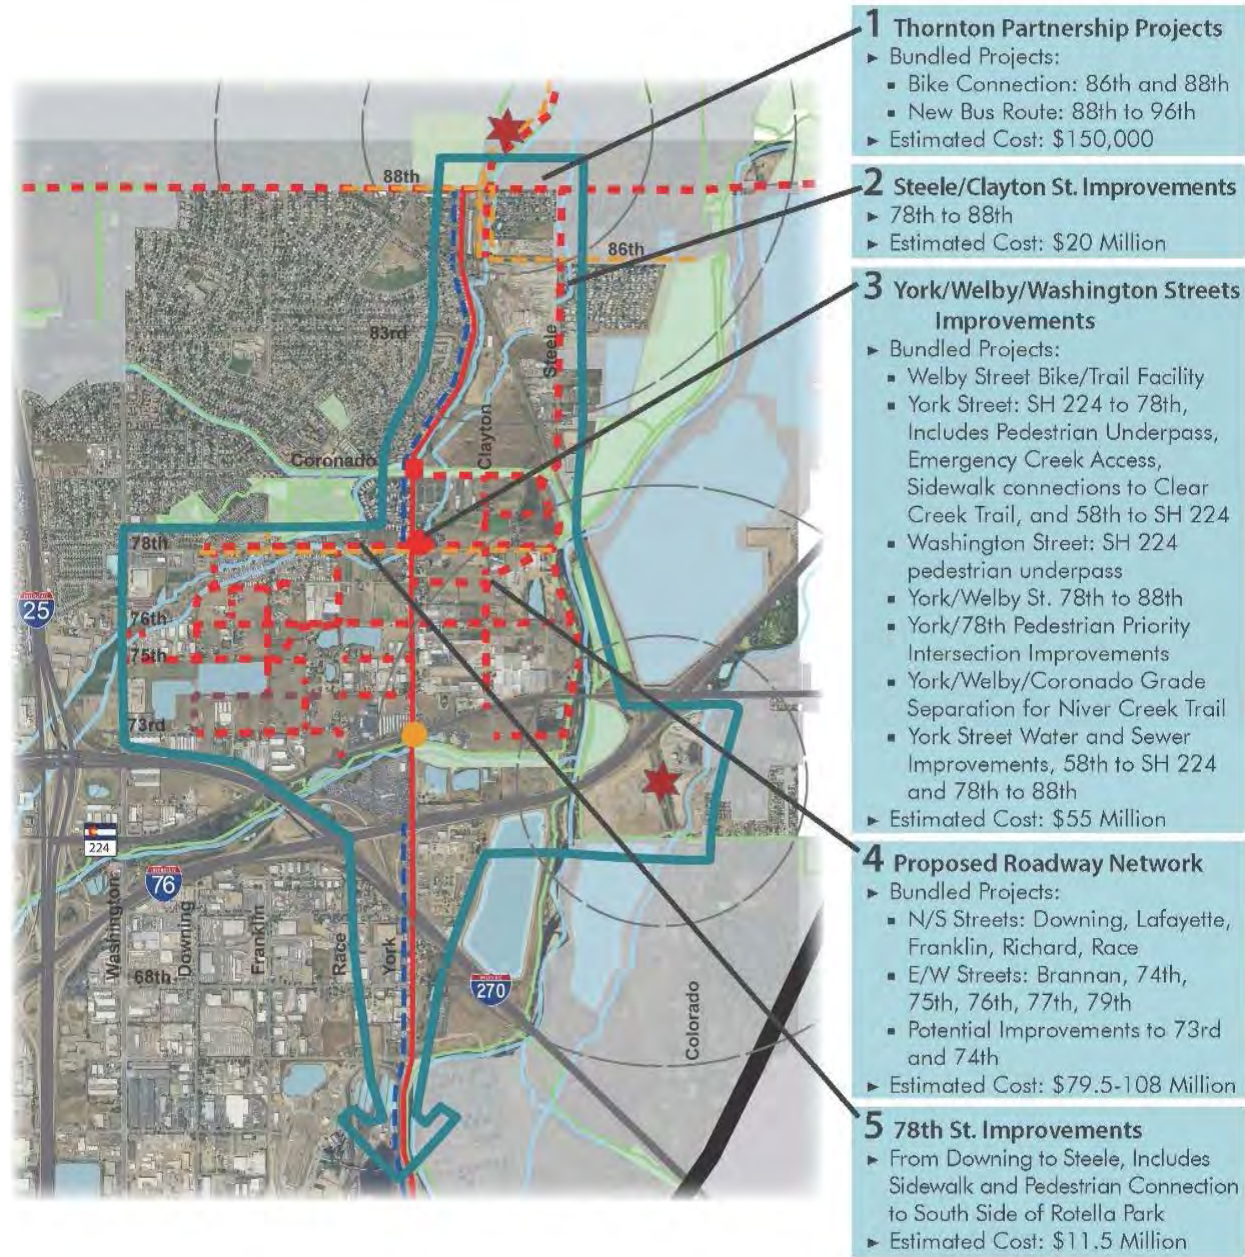 1 Thornton Partnership Projects
► Bundled Projects:
▪ Bike Connection: 86th and 88th
▪ New Bus Route: 88th to 96th
► Estimated Cost: $150,000
2 Steele/Clayton St. Improvements
► 78th to 88th
► Estimated Cost: $20 Million
3 York/Welby/Washington Streets
Improvements
► Bundled Projects:
▪ Welby Street Bike/Trail Facility
▪ York Street: SH 224 to 78th,
Includes Pedestrian Underpass,
Emergency Creek Access,
Sidewalk connections to Clear
Creek Trail, and 58th to SH 224
▪ Washington Street: SH 224
pedestrian underpass
▪ York/Welby St. 78th to 88th
▪ York/78th Pedestrian Priority
Intersection Improvements
▪ York/Welby/Coronado Grade
Separation for Niver Creek Trail
▪ York Street Water and Sewer
Improvements, 58th to SH 224
and 78th to 88th
► Estimated Cost: $55 Million
4 Proposed Roadway Network
► Bundled Projects:
▪ N/S Streets: Downing, Lafayette,
Franklin, Richard, Race
▪ E/W Streets: Brannan, 74th,
75th, 76th, 77th, 79th
▪ Potential Improvements to 73rd
and 74th
► Estimated Cost: $79.5-108 Million
5 78th St. Improvements
► From Downing to Steele, Includes
Sidewalk and Pedestrian Connection
to South Side of Rotella Park
► Estimated Cost: $11.5 Million
88th
86th
83rd
Steele
Clayton
Coronado
78th
25
76th
75th
73rd
224
76
Washington
Downing
Franklin
Race
York
68th
270
Colorado